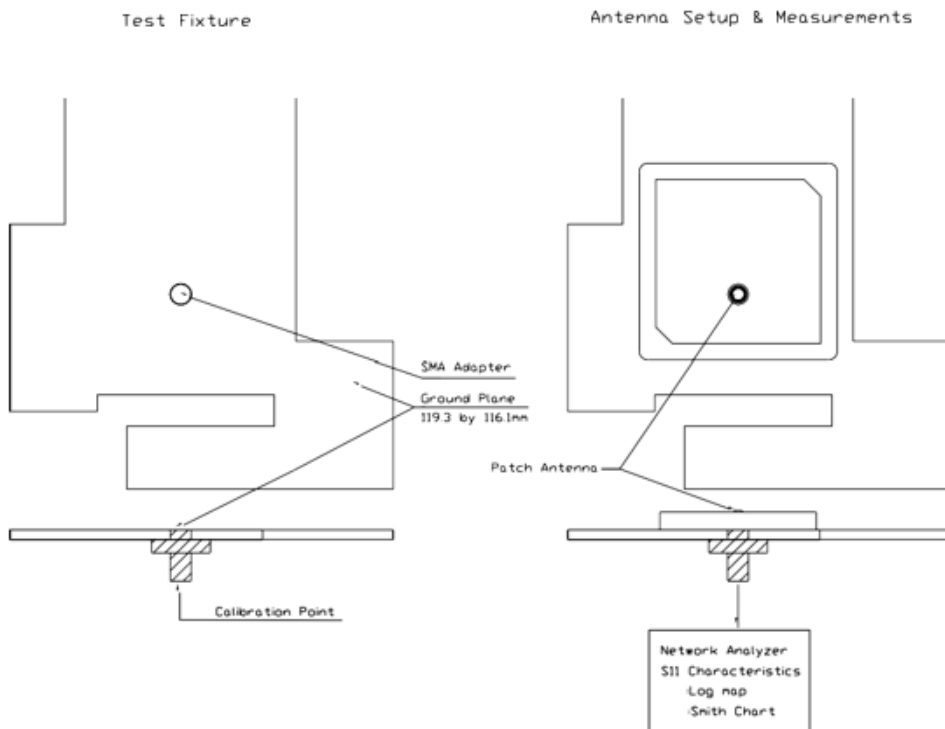 Test Fixture
Antenna Setup & Measurements
SMA Adapter
Ground Plane
119.3 by 116.1mm
Patch Antenna
Calibration Point
Network Analyzer
S11 Characteristics
Log map
Smith Chart